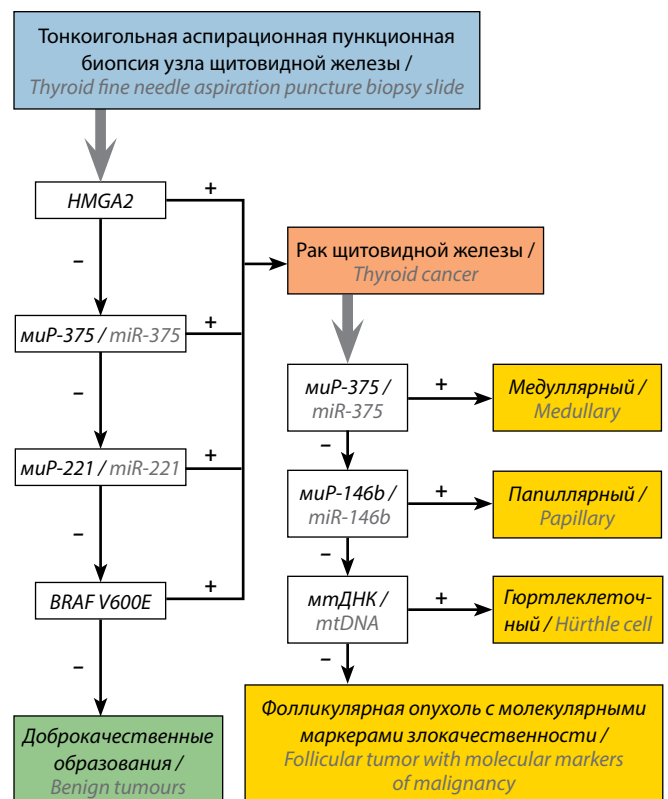 Тонкоигольная аспирационная пункционная
биопсия узла щитовидной железы /
Thyroid fine needle aspiration puncture biopsy slide
HMGA2
+
–
миР-375 / miR-375
+
–
миР-221 / miR-221
+
–
BRAF V600E
+
–
Доброкачественные
образования /
Benign tumours
Рак щитовидной железы /
Thyroid cancer
миР-375 /
miR-375
+
Медуллярный /
Medullary
–
миР-146b /
miR-146b
+
Папиллярный /
Papillary
–
мтДНК /
mtDNA
+
Гюртлеклеточ-
ный / Hürthle cell
–
Фолликулярная опухоль с молекулярными
маркерами злокачественности /
Follicular tumor with molecular markers
of malignancy